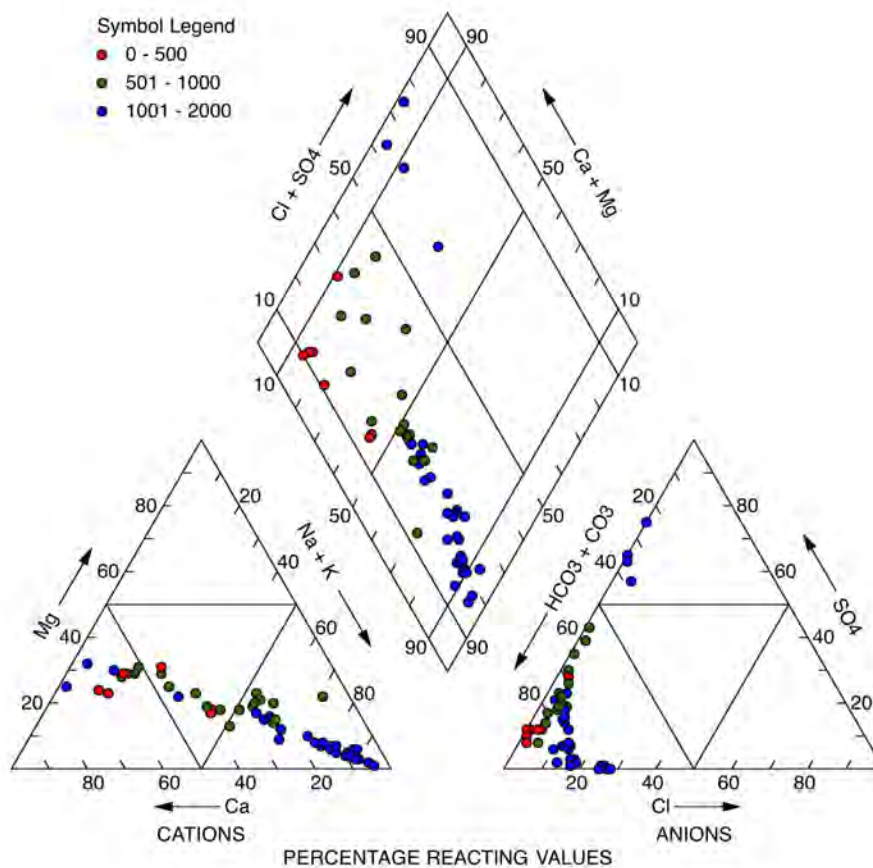 Symbol Legend
0 - 500
501 - 1000
1001 - 2000
90 90
Cl + SO4
Ca + Mg
50 50
10 10
10 10
50 50
90 90
80 20
Mg
Na + K
60 40
40 60
20 80
80 60 40 20
Ca
CATIONS
HCO3 + CO3
SO4
20 80
40 60
60 40
80 20
20 40 60 80
Cl
ANIONS
PERCENTAGE REACTING VALUES